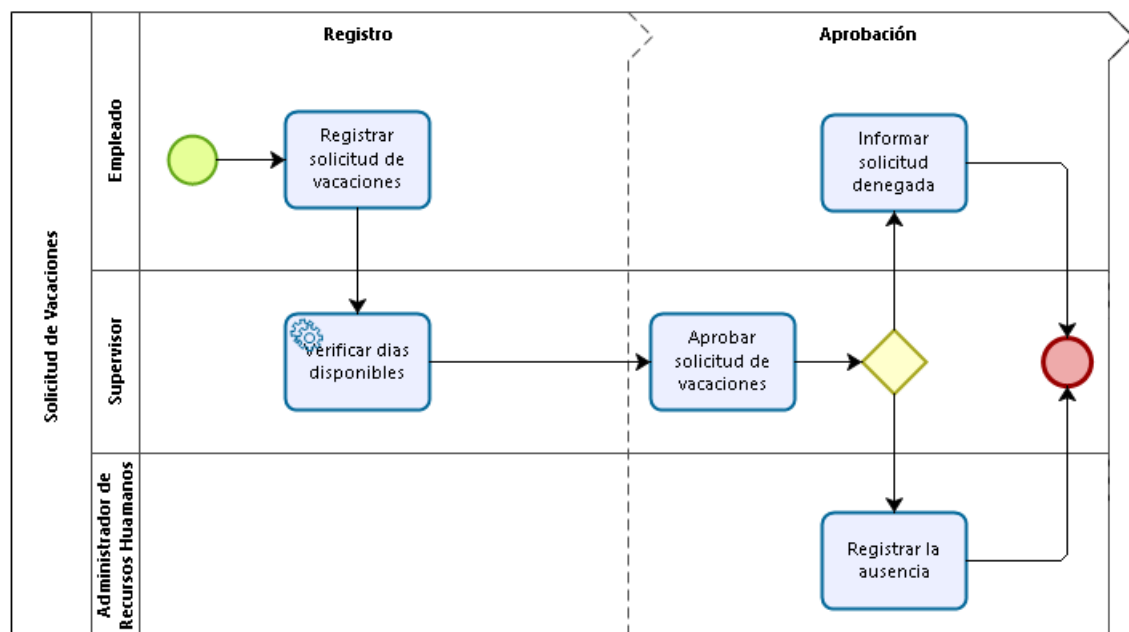 Registro
Aprobación
Solicitud de Vacaciones
Empleado
Registrar
solicitud de
vacaciones
Informar
solicitud
denegada
Supervisor
Verificar dias
disponibles
Aprobar
solicitud de
vacaciones
Administrador de
Recursos Huamanos
Registrar la
ausencia